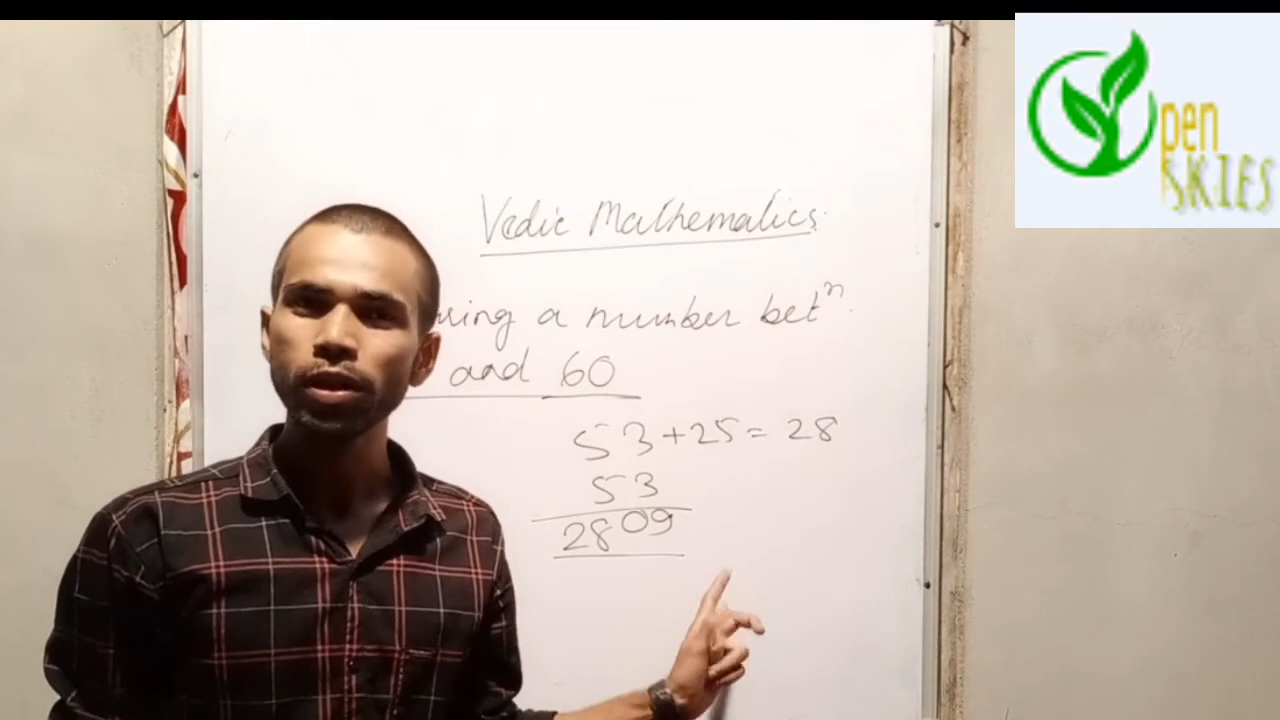 pen
SKIES
Vedic Mathematics.
ring a number betⁿ.
and 60
53+25= 28
53
2809